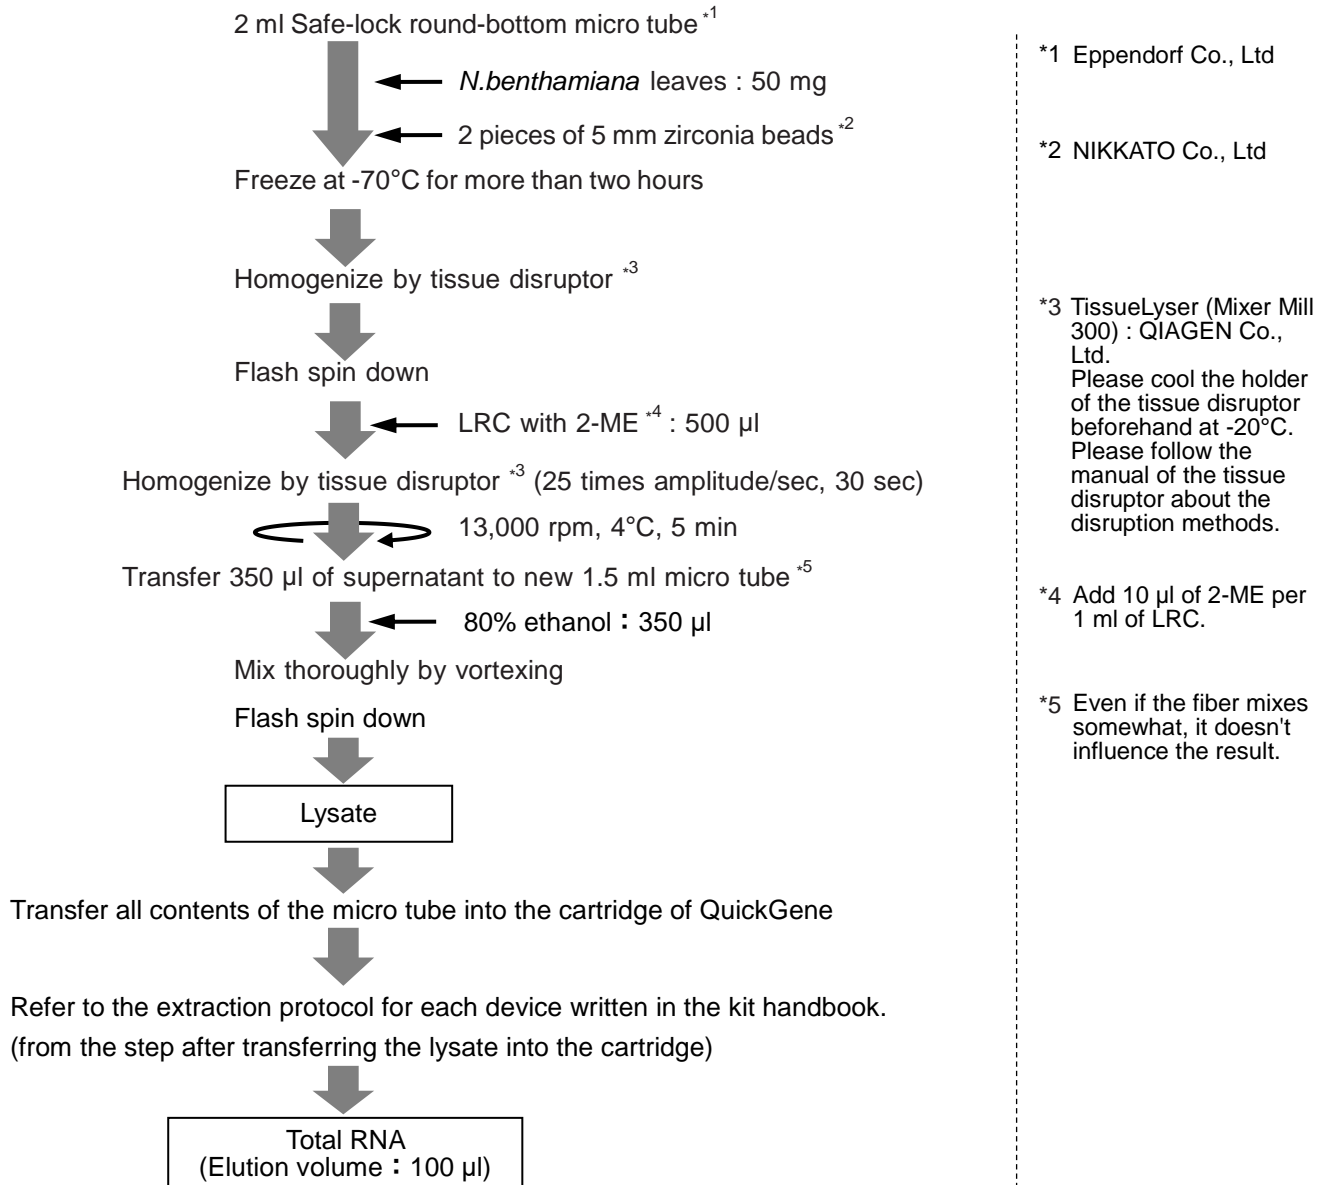 2 ml Safe-lock round-bottom micro tube *1
N.benthamiana leaves : 50 mg
2 pieces of 5 mm zirconia beads *2
Freeze at -70°C for more than two hours
Homogenize by tissue disruptor *3
Flash spin down
LRC with 2-ME *4 : 500 µl
Homogenize by tissue disruptor *3 (25 times amplitude/sec, 30 sec)
13,000 rpm, 4°C, 5 min
Transfer 350 µl of supernatant to new 1.5 ml micro tube *5
80% ethanol：350 µl
Mix thoroughly by vortexing
Flash spin down
Lysate
Transfer all contents of the micro tube into the cartridge of QuickGene
Refer to the extraction protocol for each device written in the kit handbook.
(from the step after transferring the lysate into the cartridge)
Total RNA
(Elution volume：100 µl)
*1 Eppendorf Co., Ltd
*2 NIKKATO Co., Ltd
*3 TissueLyser (Mixer Mill
300) : QIAGEN Co.,
Ltd.
Please cool the holder
of the tissue disruptor
beforehand at -20°C.
Please follow the
manual of the tissue
disruptor about the
disruption methods.
*4 Add 10 µl of 2-ME per
1 ml of LRC.
*5 Even if the fiber mixes
somewhat, it doesn't
influence the result.